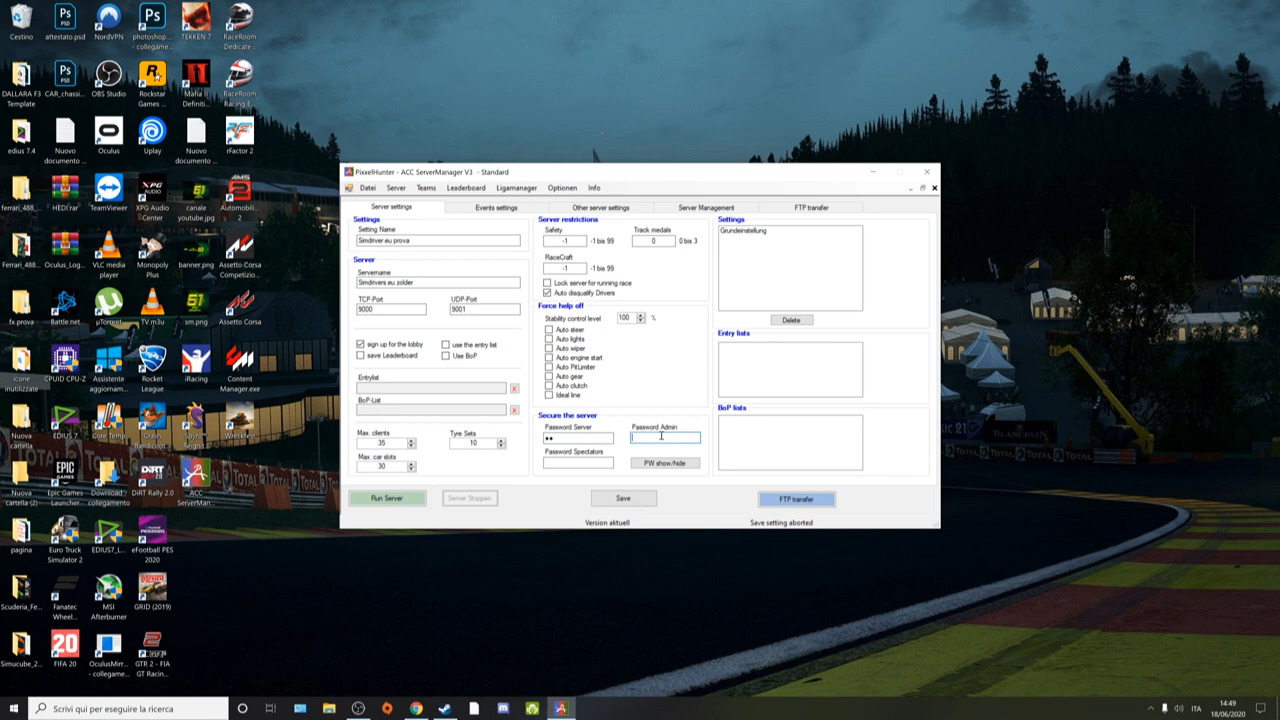 Cestino
attestato.psd
NordVPN
photoshop...
- collegame...
TEKKEN 7
RaceRoom
Dedicate...
DALLARA F3
Template
CAR_chassi...
OBS Studio
Rockstar
Games ...
Mafia II
Definiti...
RaceRoom
Racing E...
edius 7.4
Nuovo
documento ...
Oculus
Uplay
Nuovo
documento ...
rFactor 2
ferrari_488_...
HEDI.rar
TeamViewer
XPG Audio
Center
canale
youtube.jpg
Automobili...
2
Ferrari_488...
Oculus_Log...
VLC media
player
Monopoly
Plus
banner.png
Assetto Corsa
Competizio...
fx prova
Battle.net
µTorrent
TV.m3u
sm.png
Assetto Corsa
icone
inutilizzate
CPUID CPU-Z
Assistente
aggiornam...
Rocket
League
iRacing
Content
Manager.exe
Nuova
cartella
EDIUS 7
Core Temp
Crash
Bandicoot...
Spyro™
Reignit...
Wreckfest
Nuova
cartella (2)
Epic Games
Launcher
Download_...
collegamento
DiRT Rally 2.0
ACC
ServerMan...
pagina
Euro Truck
Simulator 2
EDIUS7_L...
eFootball PES
2020
Scuderia_Fe...
Fanatec
Wheel...
MSI
Afterburner
GRID (2019)
Simucube_2...
FIFA 20
OculusMirr...
- collegame...
GTR 2 - FIA
GT Racin...
PixxelHunter - ACC ServerManager V3 - Standard
Datei Server Teams Leaderboard Ligamanager Optionen Info
Server settings Events settings Other server settings Server Management FTP transfer
Settings
Setting Name
Simdriver.eu prova
Server
Servername
Simdrivers.eu zolder
TCP-Port UDP-Port
9000 9001
sign up for the lobby use the entry list
save Leaderboard Use BoP
Entrylist
X
BoP-List
X
Max. clients Tyre Sets
35 10
Max. car slots
30
Server restrictions
Safety Track medals
-1 -1 bis 99 0 0 bis 3
RaceCraft
-1 -1 bis 99
Lock server for running race
Auto disqualify Drivers
Force help off
Stability control level 100 %
Auto steer
Auto lights
Auto wiper
Auto engine start
Auto PitLimiter
Auto gear
Auto clutch
Ideal line
Secure the server
Password Server Password Admin
••
Password Spectators
PW show/hide
Settings
Grundeinstellung
Delete
Entry lists
BoP lists
Run Server Server Stoppen Save FTP transfer
Version aktuell Save setting aborted
BLANCPAIN
TOTAL
Scrivi qui per eseguire la ricerca
ITA
14:49
18/06/2020